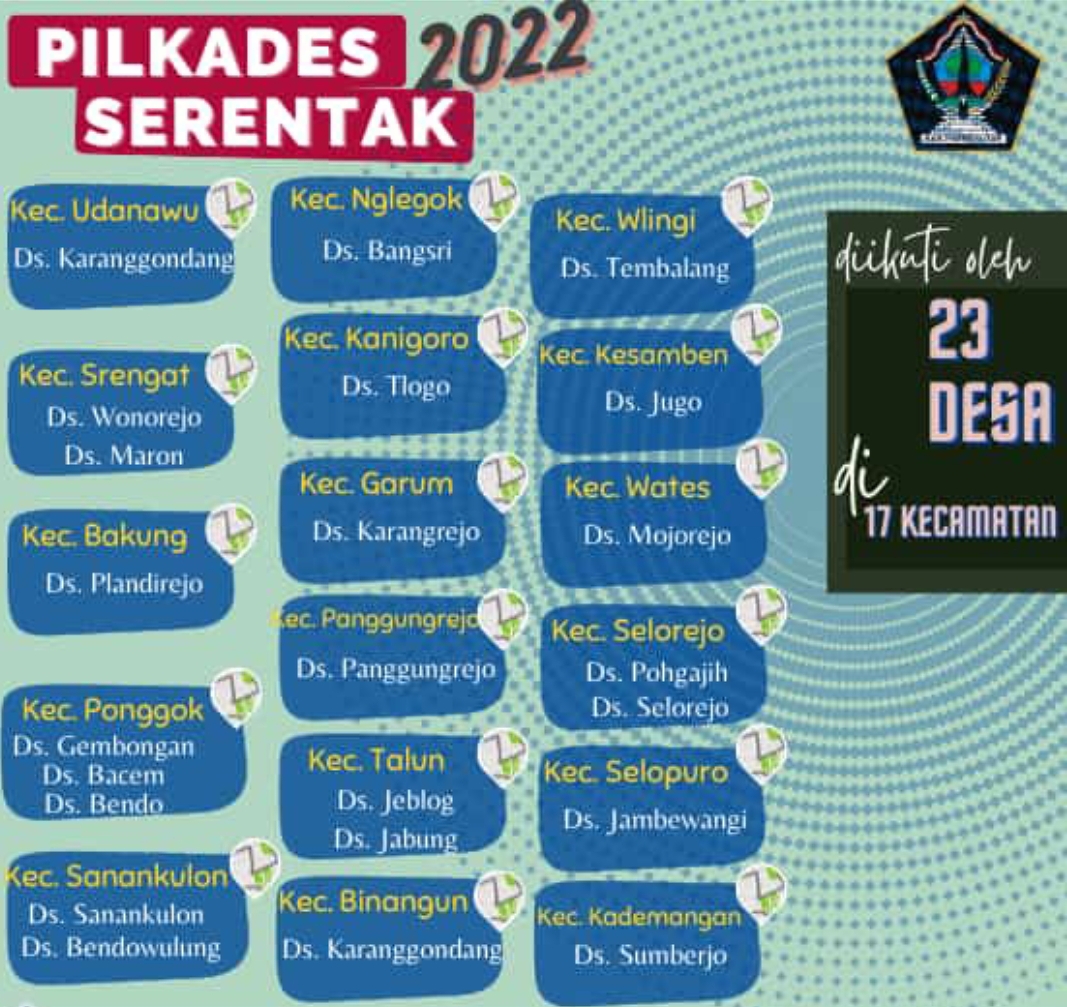 PILKADES 2022
SERENTAK
Kec. Udanawu
Ds. Karanggondang
Kec. Srengat
Ds. Wonorejo
Ds. Maron
Kec. Bakung
Ds. Plandirejo
Kec. Ponggok
Ds. Gembongan
Ds. Bacem
Ds. Bendo
Kec. Sanankulon
Ds. Sanankulon
Ds. Bendowulung
Kec. Nglegok
Ds. Bangsri
Kec. Kanigoro
Ds. Tlogo
Kec. Garum
Ds. Karangrejo
Kec. Panggungrejo
Ds. Panggungrejo
Kec. Talun
Ds. Jeblog
Ds. Jabung
Kec. Binangun
Ds. Karanggondang
Kec. Wlingi
Ds. Tembalang
Kec. Kesamben
Ds. Jugo
Kec. Wates
Ds. Mojorejo
Kec. Selorejo
Ds. Pohgajih
Ds. Selorejo
Kec. Selopuro
Ds. Jambewangi
Kec. Kademangan
Ds. Sumberjo
diikuti oleh
23
DESA
di
17 KECAMATAN